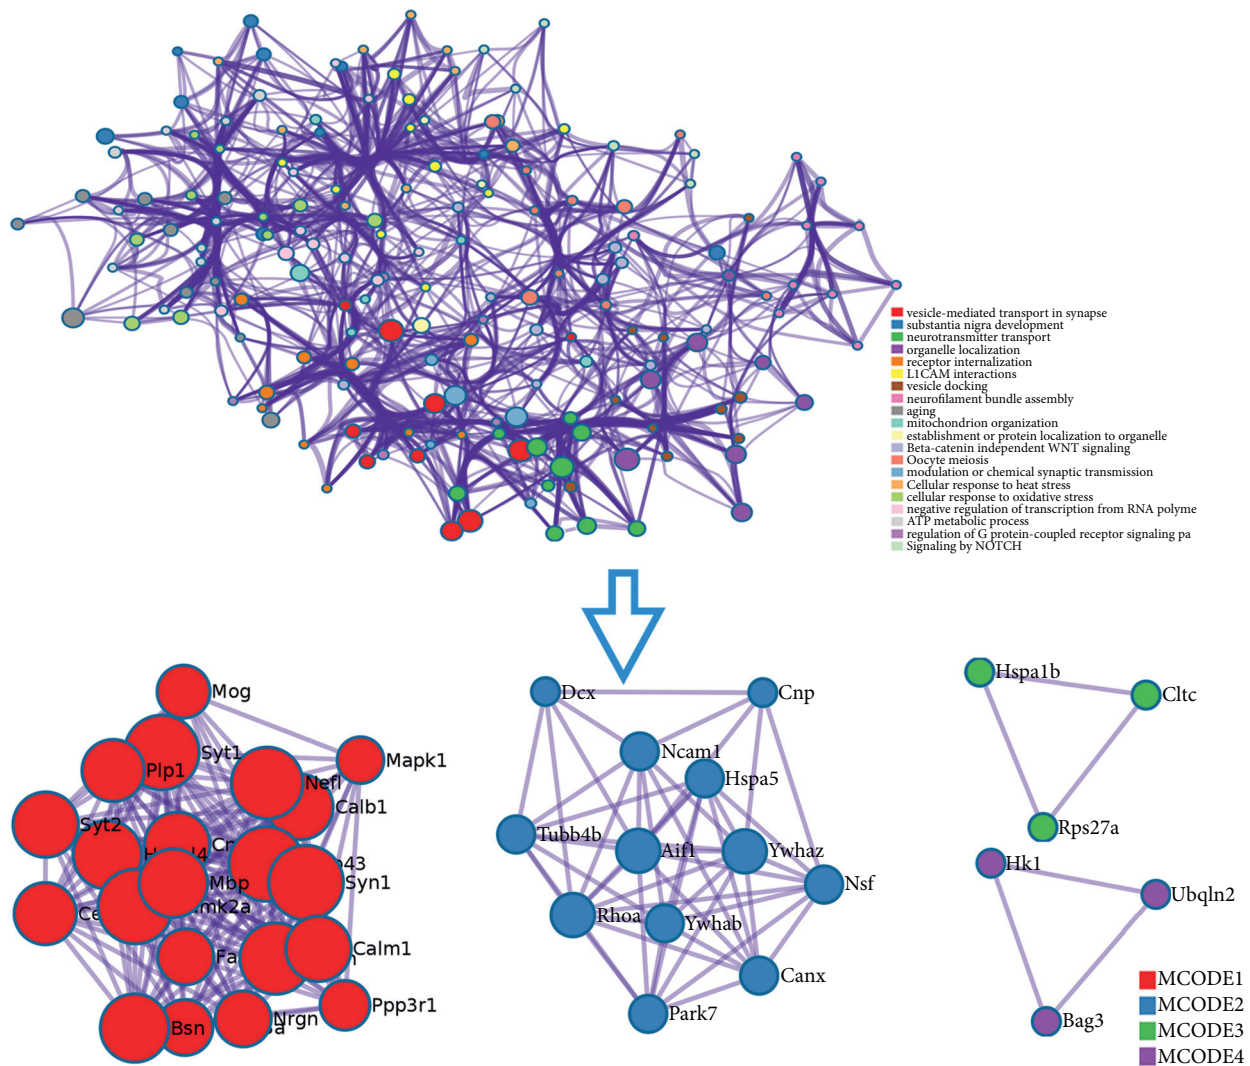 vesicle-mediated transport in synapse
substantia nigra development
neurotransmitter transport
organelle localization
receptor internalization
L1CAM interactions
vesicle docking
neurofilament bundle assembly
aging
mitochondrion organization
establishment or protein localization to organelle
Beta-catenin independent WNT signaling
Oocyte meiosis
modulation or chemical synaptic transmission
Cellular response to heat stress
cellular response to oxidative stress
negative regulation of transcription from RNA polyme
ATP metabolic process
regulation of G protein-coupled receptor signaling pa
Signaling by NOTCH
Mog
Syt1
Mapk1
Plp1
Nefl
Calb1
Syt2
Mbp
Syn1
Calm1
Bsn
Nrgn
Ppp3r1
Dcx
Cnp
Ncam1
Hspa5
Tubb4b
Aif1
Ywhaz
Nsf
Rhoa
Ywhab
Canx
Park7
Hspa1b
Cltc
Rps27a
Hk1
Ubqln2
Bag3
MCODE1
MCODE2
MCODE3
MCODE4